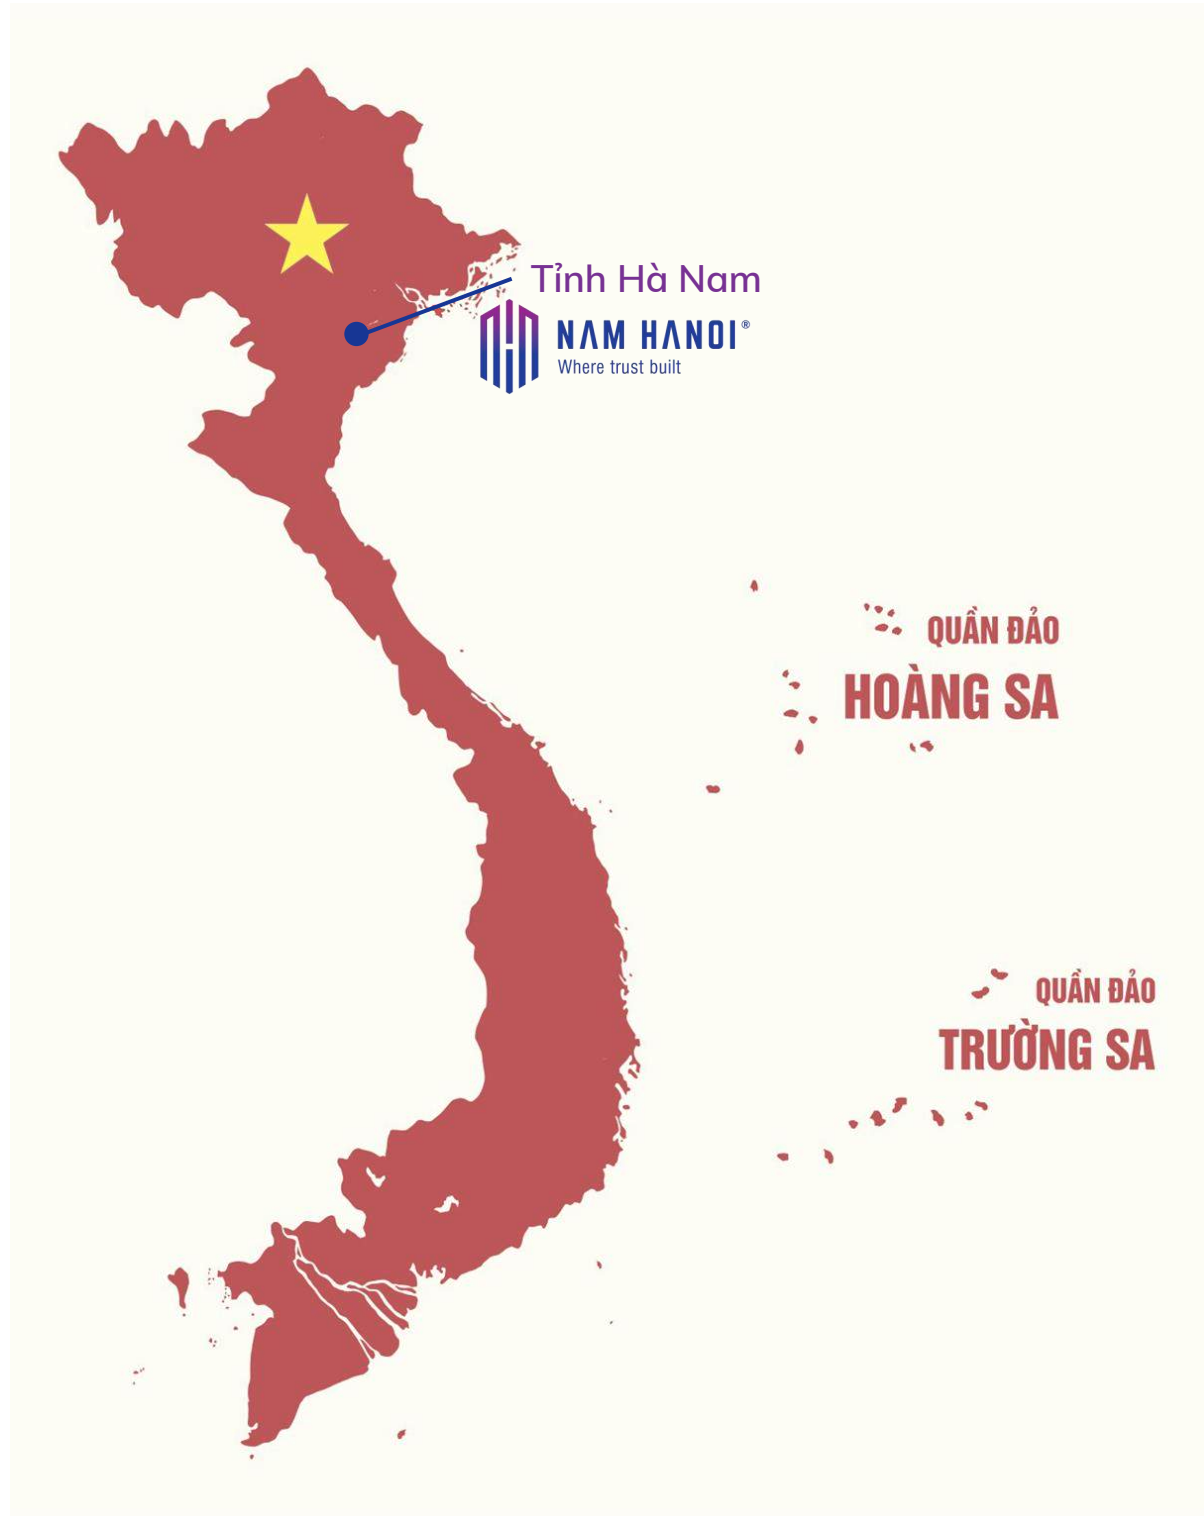 Tỉnh Hà Nam
NAM HANOI®
Where trust built
QUẦN ĐẢO
HOÀNG SA
QUẦN ĐẢO
TRƯỜNG SA